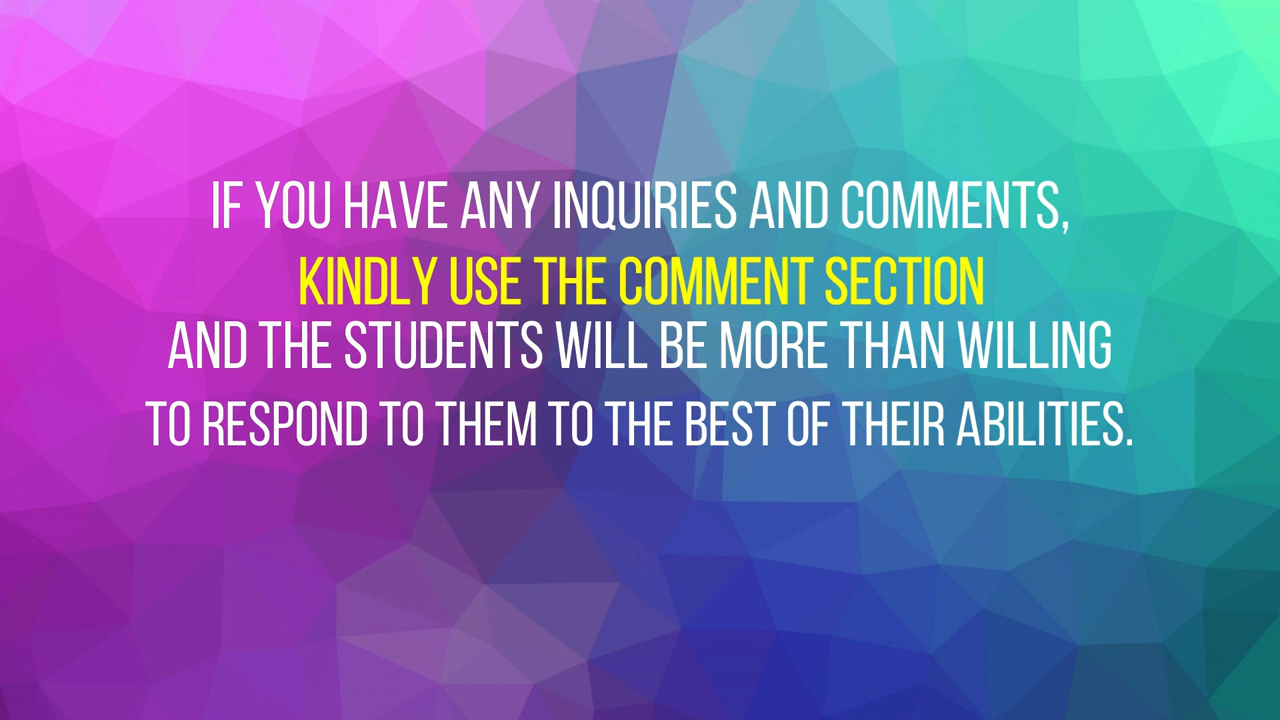 IF YOU HAVE ANY INQUIRIES AND COMMENTS,
KINDLY USE THE COMMENT SECTION
AND THE STUDENTS WILL BE MORE THAN WILLING
TO RESPOND TO THEM TO THE BEST OF THEIR ABILITIES.